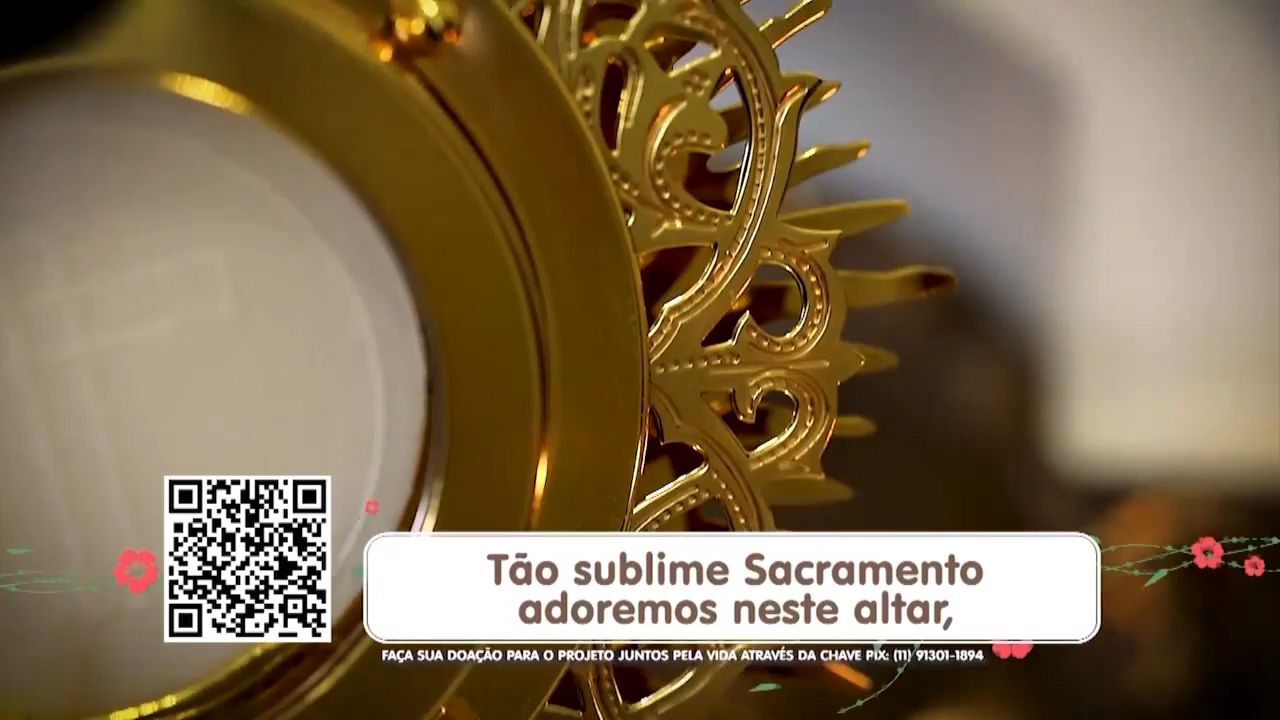 Tão sublime Sacramento
adoremos neste altar,
FAÇA SUA DOAÇÃO PARA O PROJETO JUNTOS PELA VIDA ATRAVÉS DA CHAVE PIX: (11) 91301-1894